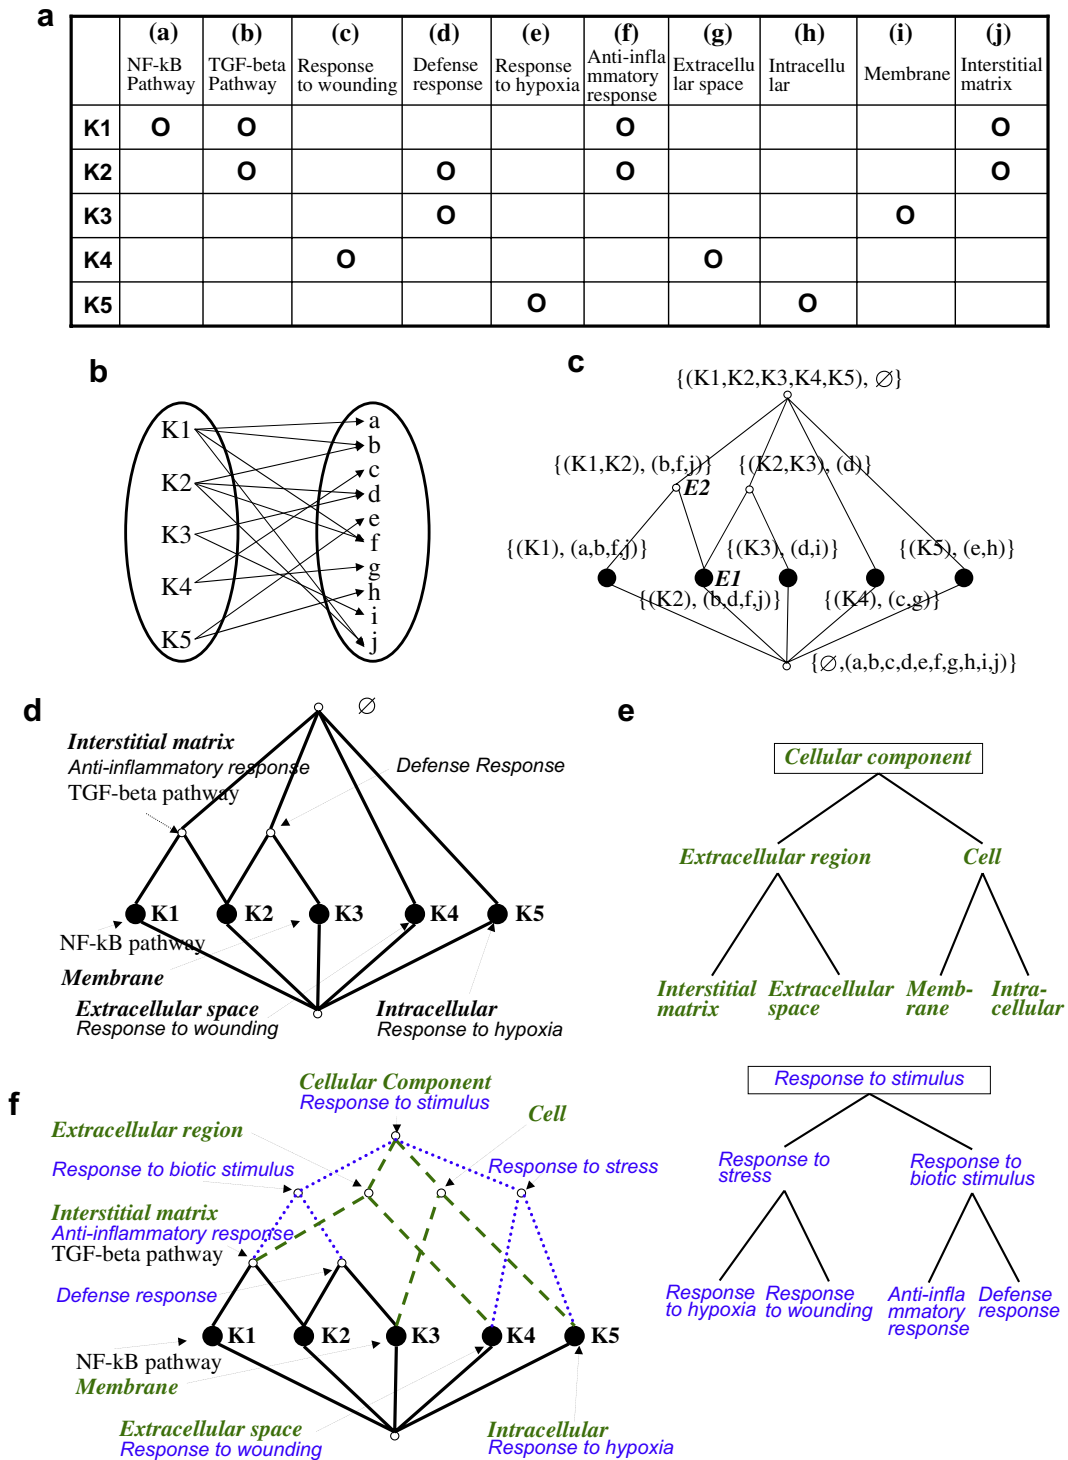 a
(a) (b) (c) (d) (e) (f) (g) (h) (i) (j)
NF-kB Pathway
TGF-beta Pathway
Response to wounding
Defense response
Response to hypoxia
Anti-infla mmatory response
Extracellu lar space
Intracellu lar
Membrane
Interstitial matrix
K1 O O O O
K2 O O O O
K3 O O
K4 O O
K5 O O
b
K1
K2
K3
K4
K5
a
b
c
d
e
f
g
h
i
j
c
{(K1,K2,K3,K4,K5), ∅}
{(K1,K2), (b,f,j)} {(K2,K3), (d)}
E2
{(K1), (a,b,f,j)} {(K3), (d,i)} {(K5), (e,h)}
E1
{(K2), (b,d,f,j)} {(K4), (c,g)}
{∅,(a,b,c,d,e,f,g,h,i,j)}
d
∅
Interstitial matrix
Anti-inflammatory response
TGF-beta pathway
Defense Response
K1 K2 K3 K4 K5
NF-kB pathway
Membrane
Extracellular space
Response to wounding
Intracellular
Response to hypoxia
e
Cellular component
Extracellular region Cell
Interstitial
matrix
Extracellular
space
Memb-
rane
Intra-
cellular
Response to stimulus
Response to
stress
Response to
biotic stimulus
Response
to hypoxia
Response
to wounding
Anti-infla
mmatory
response
Defense
response
f
Cellular Component
Response to stimulus
Extracellular region
Cell
Response to biotic stimulus
Response to stress
Interstitial matrix
Anti-inflammatory response
TGF-beta pathway
Defense response
K1 K2 K3 K4 K5
NF-kB pathway
Membrane
Extracellular space
Response to wounding
Intracellular
Response to hypoxia